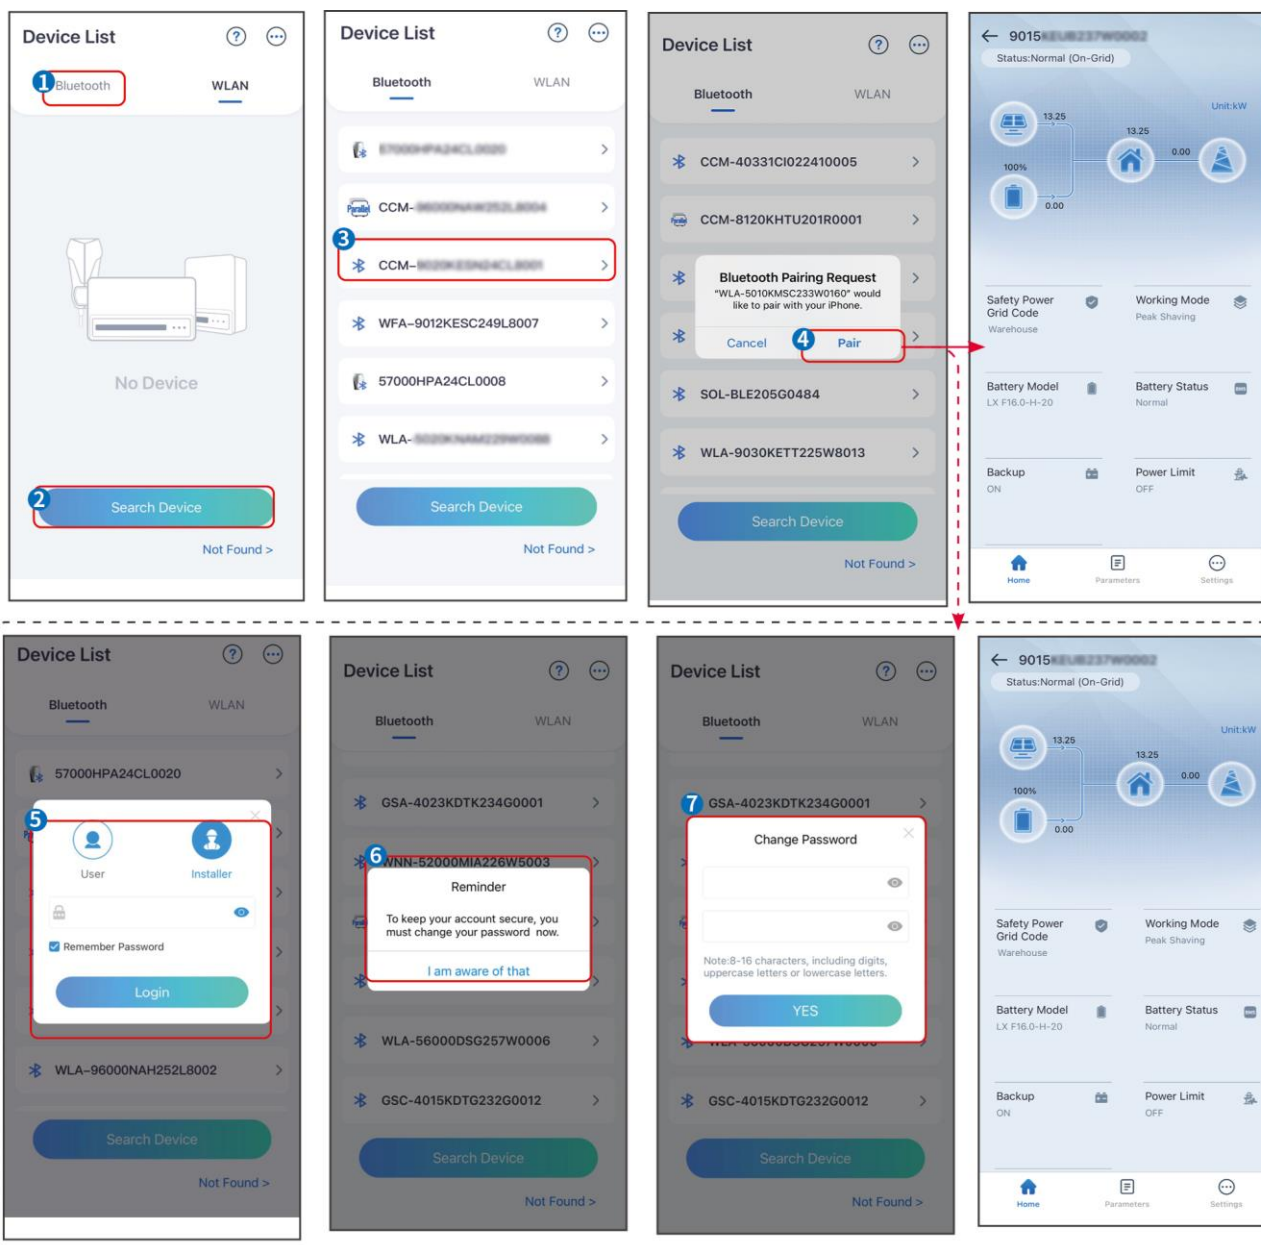 Device List
?
1
Bluetooth
WLAN
No Device
2
Search Device
Not Found >
Device List
?
Bluetooth
WLAN
Parallel
CCM-
3
CCM-
WFA-9012KESC249L8007
57000HPA24CL0008
WLA-
Search Device
Not Found >
Device List
?
Bluetooth
WLAN
CCM-40331CI022410005
CCM-8120KHTU201R0001
Bluetooth Pairing Request
"WLA-5010KMSC233W0160" would
like to pair with your iPhone.
Cancel
4
Pair
SOL-BLE205G0484
WLA-9030KETT225W8013
Search Device
Not Found >
9015
Status:Normal (On-Grid)
Unit:kW
13.25
13.25
0.00
100%
0.00
Safety Power
Grid Code
Warehouse
Working Mode
Peak Shaving
Battery Model
LX F16.0-H-20
Battery Status
Normal
Backup
ON
Power Limit
OFF
Home
Parameters
Settings
Device List
?
Bluetooth
WLAN
57000HPA24CL0020
5
User
Installer
Remember Password
Login
WLA-96000NAH252L8002
Search Device
Not Found >
Device List
?
Bluetooth
WLAN
GSA-4023KDTK234G0001
6
WNN-52000MIA226W5003
Reminder
To keep your account secure, you
must change your password now.
I am aware of that
WLA-56000DSG257W0006
GSC-4015KDTG232G0012
Search Device
Not Found >
Device List
?
Bluetooth
WLAN
7
GSA-4023KDTK234G0001
Change Password
Note:8-16 characters, including digits,
uppercase letters or lowercase letters.
YES
GSC-4015KDTG232G0012
Search Device
Not Found >
9015
Status:Normal (On-Grid)
Unit:kW
13.25
13.25
0.00
100%
0.00
Safety Power
Grid Code
Warehouse
Working Mode
Peak Shaving
Battery Model
LX F16.0-H-20
Battery Status
Normal
Backup
ON
Power Limit
OFF
Home
Parameters
Settings